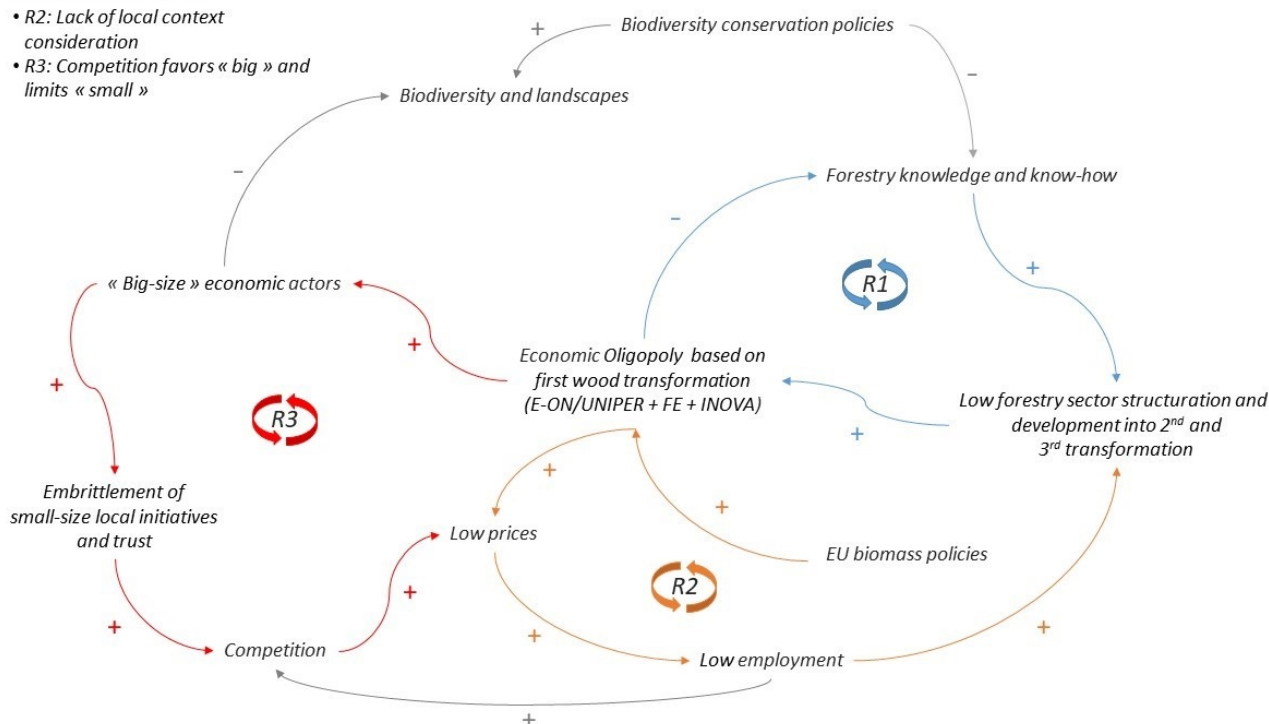 • R2: Lack of local context
consideration
• R3: Competition favors « big » and
limits « small »
+
Biodiversity conservation policies
–
Biodiversity and landscapes
–
Forestry knowledge and know-how
–
+
R1
« Big-size » economic actors
+
+
Economic Oligopoly based on
first wood transformation
(E-ON/UNIPER + FE + INOVA)
R3
+
Low forestry sector structuration and
development into 2nd and
3rd transformation
+
+
Embrittlement of
small-size local initiatives
and trust
Low prices
EU biomass policies
+
R2
+
+
+
Competition
Low employment
+